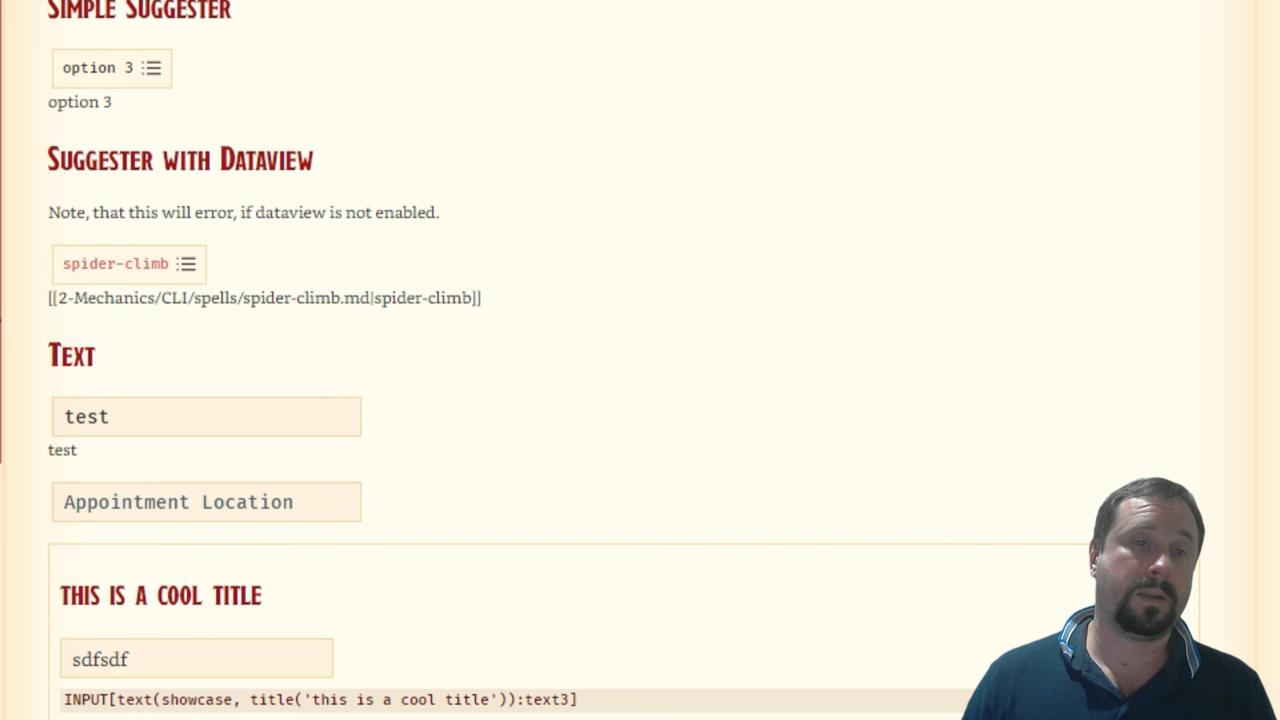 SIMPLE SUGGESTER
option 3
option 3
SUGGESTER WITH DATAVIEW
Note, that this will error, if dataview is not enabled.
spider-climb
[[2-Mechanics/CLI/spells/spider-climb.md|spider-climb]]
TEXT
test
test
Appointment Location
THIS IS A COOL TITLE
sdfsdf
INPUT[text(showcase, title('this is a cool title')):text3]